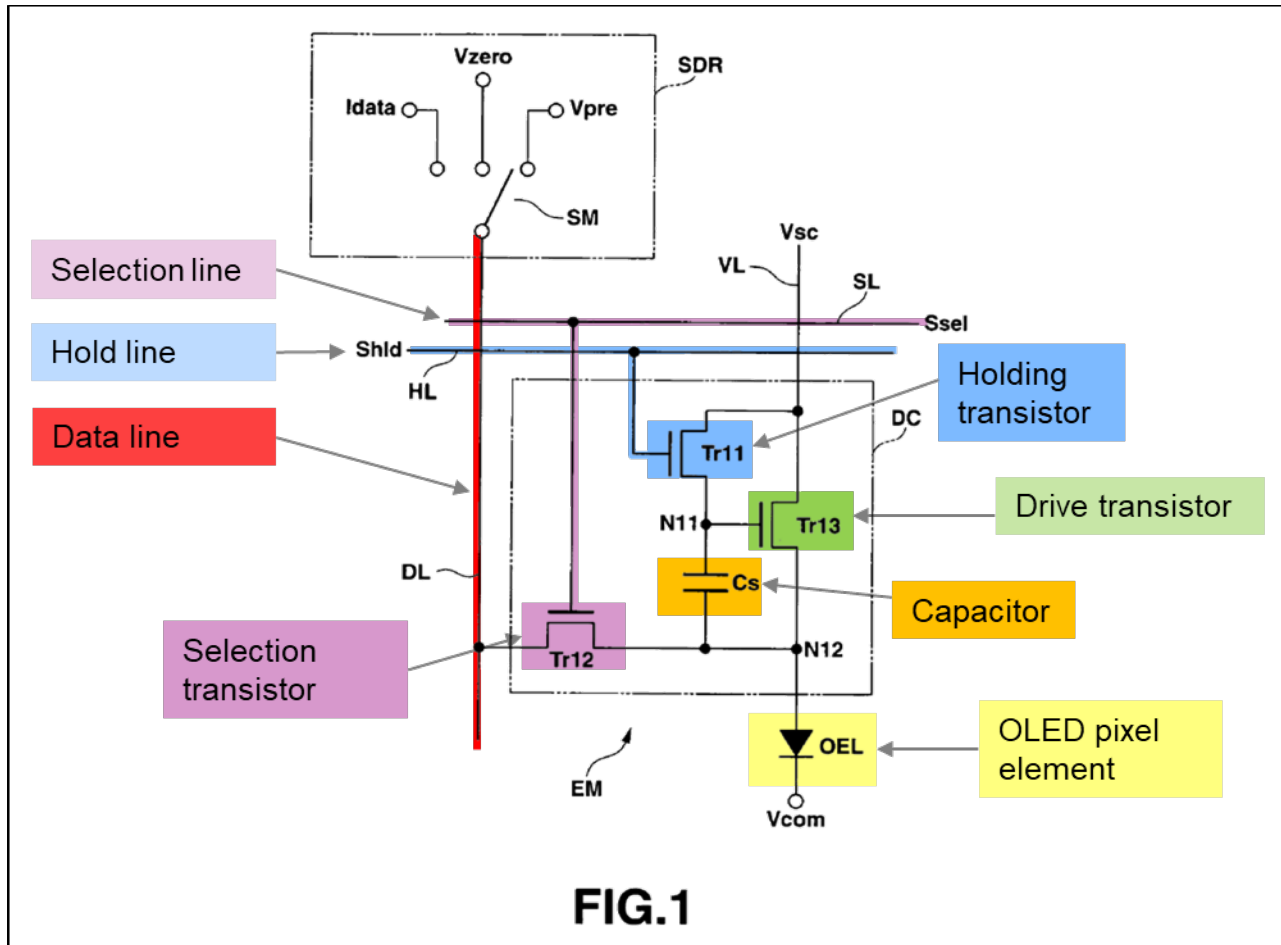 Vzero
SDR
Idata
Vpre
SM
Vsc
Selection line
VL
SL
Ssel
Hold line
Shld
HL
Holding
transistor
DC
Data line
Tr11
Drive transistor
N11
Tr13
DL
Cs
Capacitor
Selection
transistor
Tr12
N12
OLED pixel
element
OEL
EM
Vcom
FIG.1